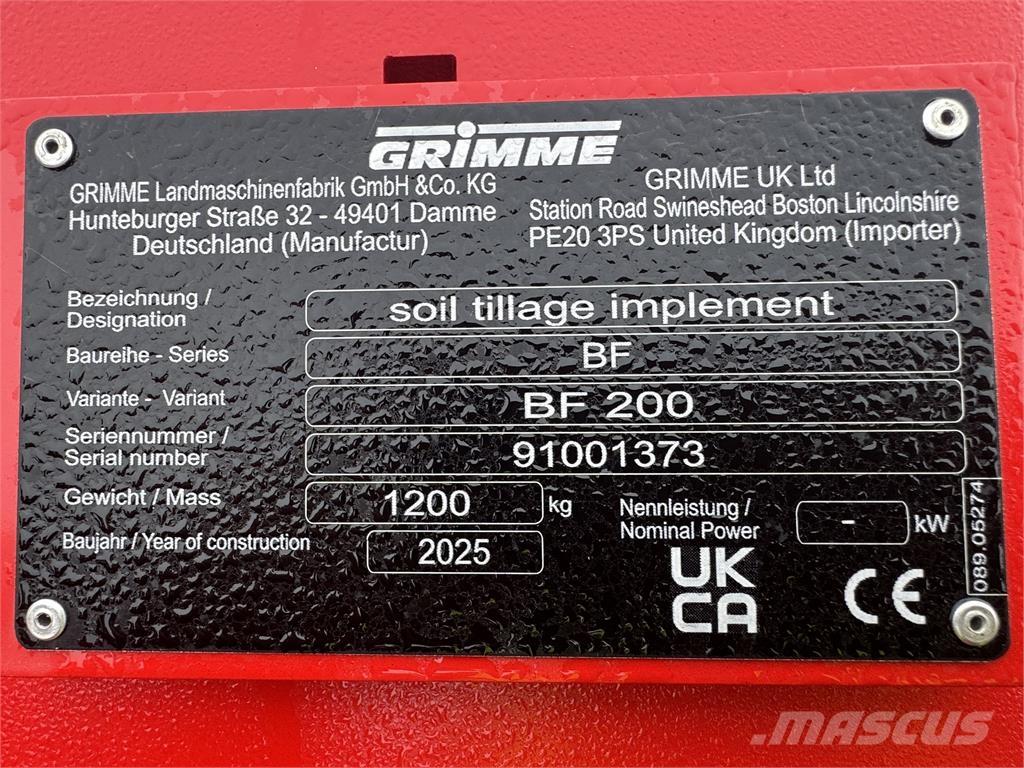 GRIMME
GRIMME Landmaschinenfabrik GmbH &Co. KG
Hunteburger Straße 32 - 49401 Damme
Deutschland (Manufactur)
GRIMME UK Ltd
Station Road Swineshead Boston Lincolnshire
PE20 3PS United Kingdom (Importer)
Bezeichnung /
Designation
soil tillage implement
Baureihe - Series
BF
Variante - Variant
BF 200
Seriennummer /
Serial number
91001373
Gewicht / Mass
1200 kg
Nennleistung /
Nominal Power
- kW
Baujahr / Year of construction
2025
UK
CA
CE
089.05274
MASCUS